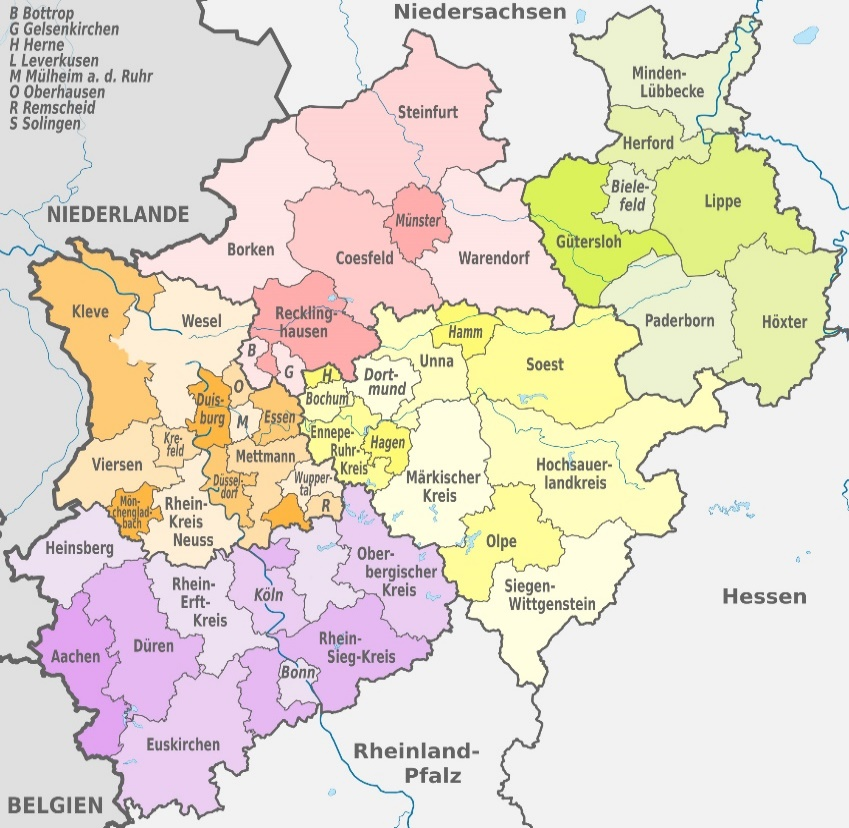 B Bottrop
G Gelsenkirchen
H Herne
L Leverkusen
M Mülheim a. d. Ruhr
O Oberhausen
R Remscheid
S Solingen
Niedersachsen
Minden-
Lübbecke
Steinfurt
Herford
Biele-
feld
Lippe
NIEDERLANDE
Münster
Gütersloh
Borken
Coesfeld
Warendorf
Kleve
Wesel
Reckling-
hausen
Hamm
Paderborn
Höxter
B
G
H
O
Unna
Soest
Dort-
mund
Duis-
burg
Bochum
M
Essen
Kre-
feld
Ennepe-
Ruhr-
Kreis
Hagen
Viersen
Mettmann
Märkischer
Kreis
Hochsauer-
landkreis
Düssel-
dorf
Wupper-
tal
Mön-
chenglad-
bach
Rhein-
Kreis
Neuss
R
Heinsberg
Olpe
Ober-
bergischer
Kreis
Rhein-
Erft-
Kreis
Köln
Siegen-
Wittgenstein
Hessen
Aachen
Düren
Rhein-
Sieg-Kreis
Bonn
Euskirchen
Rheinland-
Pfalz
BELGIEN